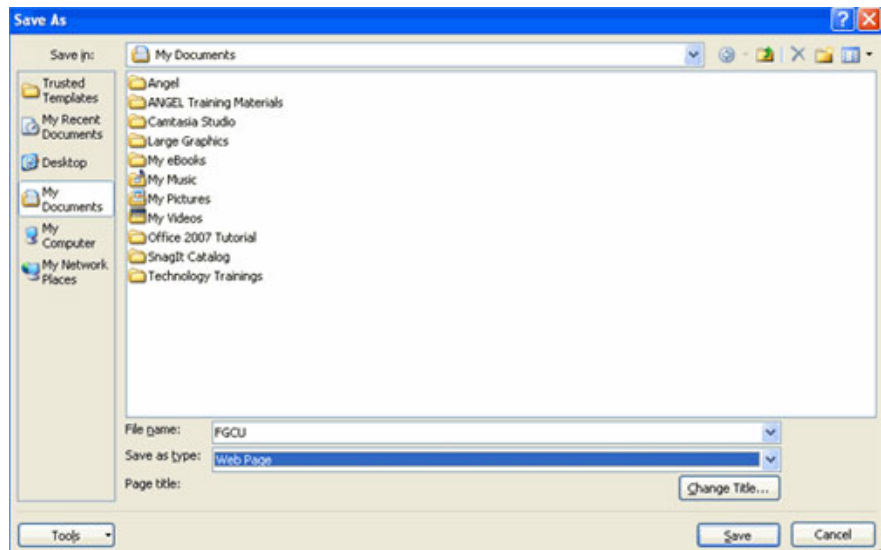 Save As
Save in:
My Documents
Trusted
Templates
My Recent
Documents
Desktop
My
Documents
My
Computer
My Network
Places
Angel
ANGEL Training Materials
Camtasia Studio
Large Graphics
My eBooks
My Music
My Pictures
My Videos
Office 2007 Tutorial
SnagIt Catalog
Technology Trainings
File name:
FGCU
Save as type:
Web Page
Page title:
Change Title...
Tools
Save
Cancel